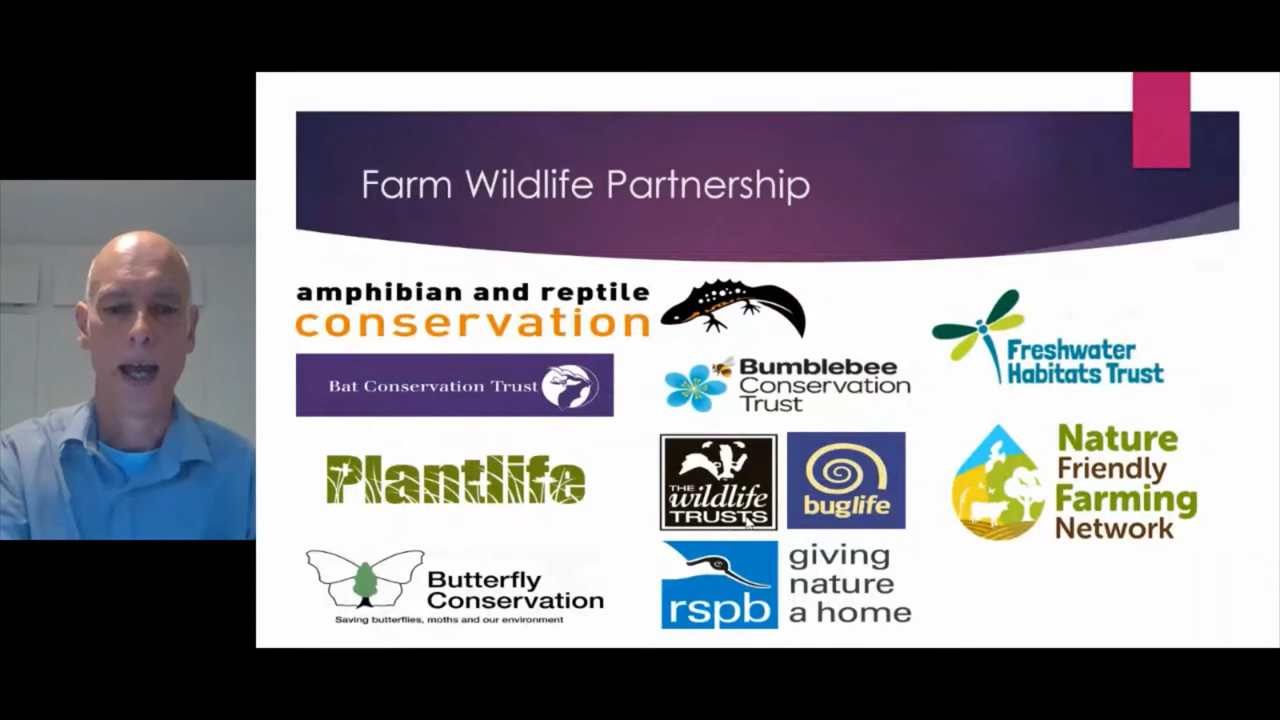 Farm Wildlife Partnership
amphibian and reptile
conservation
Freshwater
Habitats Trust
Bat Conservation Trust
Bumblebee
Conservation
Trust
Plantlife
THE
wildlife
TRUSTS
buglife
Nature
Friendly
Farming
Network
Butterfly
Conservation
Saving butterflies, moths and our environment
rspb
giving
nature
a home